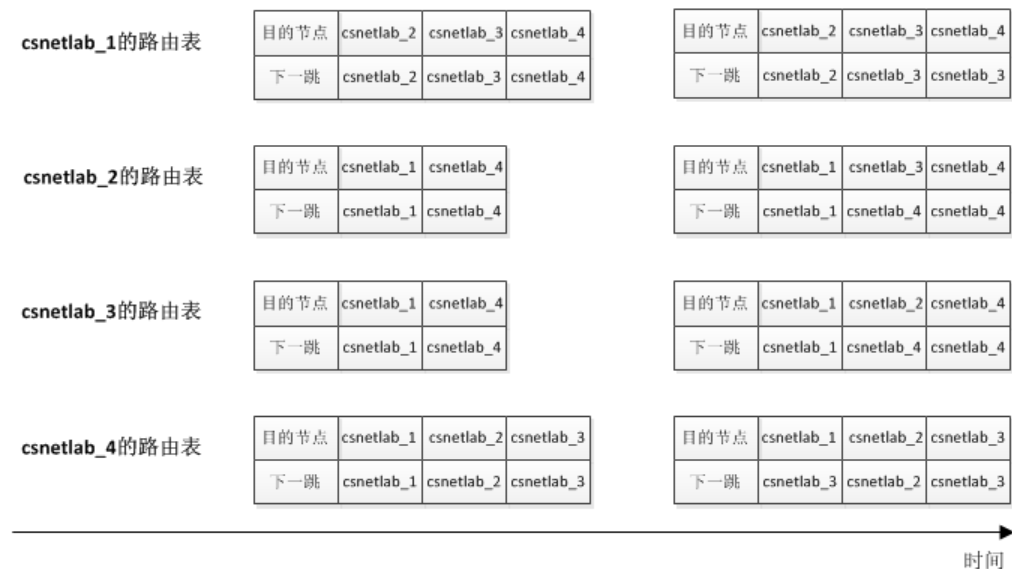 csnetlab_1的路由表
目的节点 csnetlab_2 csnetlab_3 csnetlab_4
下一跳 csnetlab_2 csnetlab_3 csnetlab_4
目的节点 csnetlab_2 csnetlab_3 csnetlab_4
下一跳 csnetlab_2 csnetlab_3 csnetlab_3
csnetlab_2的路由表
目的节点 csnetlab_1 csnetlab_4
下一跳 csnetlab_1 csnetlab_4
目的节点 csnetlab_1 csnetlab_3 csnetlab_4
下一跳 csnetlab_1 csnetlab_4 csnetlab_4
csnetlab_3的路由表
目的节点 csnetlab_1 csnetlab_4
下一跳 csnetlab_1 csnetlab_4
目的节点 csnetlab_1 csnetlab_2 csnetlab_4
下一跳 csnetlab_1 csnetlab_4 csnetlab_4
csnetlab_4的路由表
目的节点 csnetlab_1 csnetlab_2 csnetlab_3
下一跳 csnetlab_1 csnetlab_2 csnetlab_3
目的节点 csnetlab_1 csnetlab_2 csnetlab_3
下一跳 csnetlab_3 csnetlab_2 csnetlab_3
时间